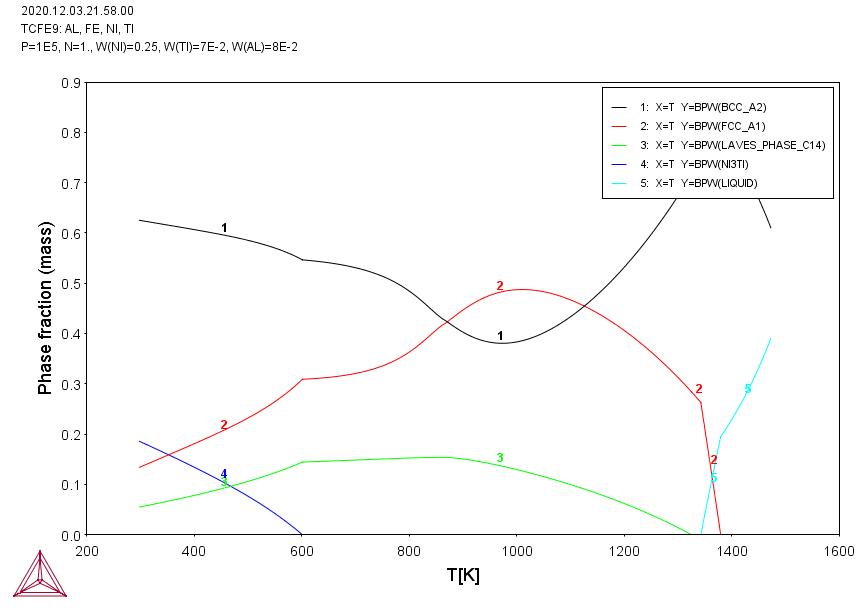 2020.12.03.21.58.00
TCFE9: AL, FE, NI, TI
P=1E5, N=1., W(NI)=0.25, W(TI)=7E-2, W(AL)=8E-2
0.9
0.8
0.7
0.6
0.5
0.4
0.3
0.2
0.1
0.0
Phase fraction (mass)
1: X=T Y=BPW(BCC_A2)
2: X=T Y=BPW(FCC_A1)
3: X=T Y=BPW(LAVES_PHASE_C14)
4: X=T Y=BPW(NI3TI)
5: X=T Y=BPW(LIQUID)
1
2
4
3
2
1
3
2
5
2
5
200 400 600 800 1000 1200 1400 1600
T[K]